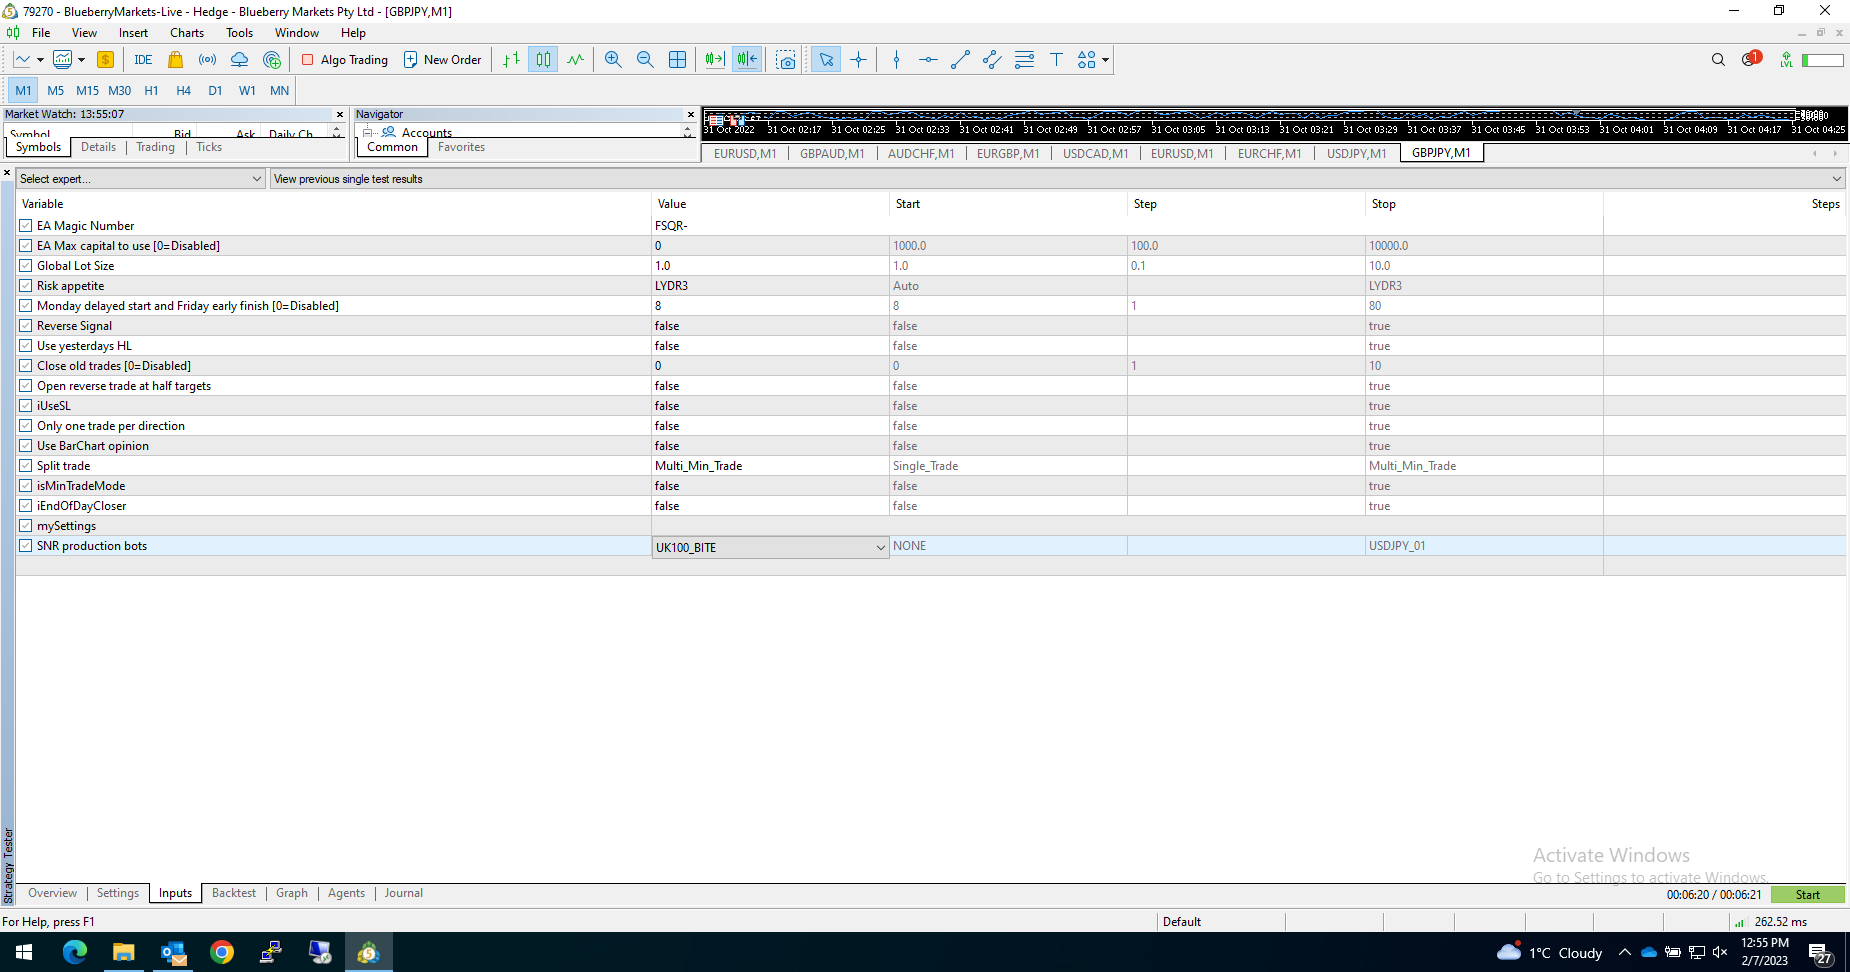 79270 - BlueberryMarkets-Live - Hedge - Blueberry Markets Pty Ltd - [GBPJPY,M1]
File View Insert Charts Tools Window Help
IDE Algo Trading New Order 1 LVL
M1 M5 M15 M30 H1 H4 D1 W1 MN
Market Watch: 13:55:07
Symbol Bid Ask Daily Ch...
Symbols Details Trading Ticks
Navigator
Accounts
Common Favorites
31 Oct 2022 31 Oct 02:17 31 Oct 02:25 31 Oct 02:33 31 Oct 02:41 31 Oct 02:49 31 Oct 02:57 31 Oct 03:05 31 Oct 03:13 31 Oct 03:21 31 Oct 03:29 31 Oct 03:37 31 Oct 03:45 31 Oct 03:53 31 Oct 04:01 31 Oct 04:09 31 Oct 04:17 31 Oct 04:25
EURUSD,M1 GBPAUD,M1 AUDCHF,M1 EURGBP,M1 USDCAD,M1 EURUSD,M1 EURCHF,M1 USDJPY,M1 GBPJPY,M1
Select expert... View previous single test results
Variable Value Start Step Stop Steps
EA Magic Number FSQR-
EA Max capital to use [0=Disabled] 0 1000.0 100.0 10000.0
Global Lot Size 1.0 1.0 0.1 10.0
Risk appetite LYDR3 Auto LYDR3
Monday delayed start and Friday early finish [0=Disabled] 8 8 1 80
Reverse Signal false false true
Use yesterdays HL false false true
Close old trades [0=Disabled] 0 0 1 10
Open reverse trade at half targets false false true
iUseSL false false true
Only one trade per direction false false true
Use BarChart opinion false false true
Split trade Multi_Min_Trade Single_Trade Multi_Min_Trade
isMinTradeMode false false true
iEndOfDayCloser false false true
mySettings
SNR production bots UK100_BITE NONE USDJPY_01
Strategy Tester
Activate Windows
Go to Settings to activate Windows.
Overview Settings Inputs Backtest Graph Agents Journal 00:06:20 / 00:06:21 Start
For Help, press F1 Default 262.52 ms
1°C Cloudy 12:55 PM
2/7/2023 27